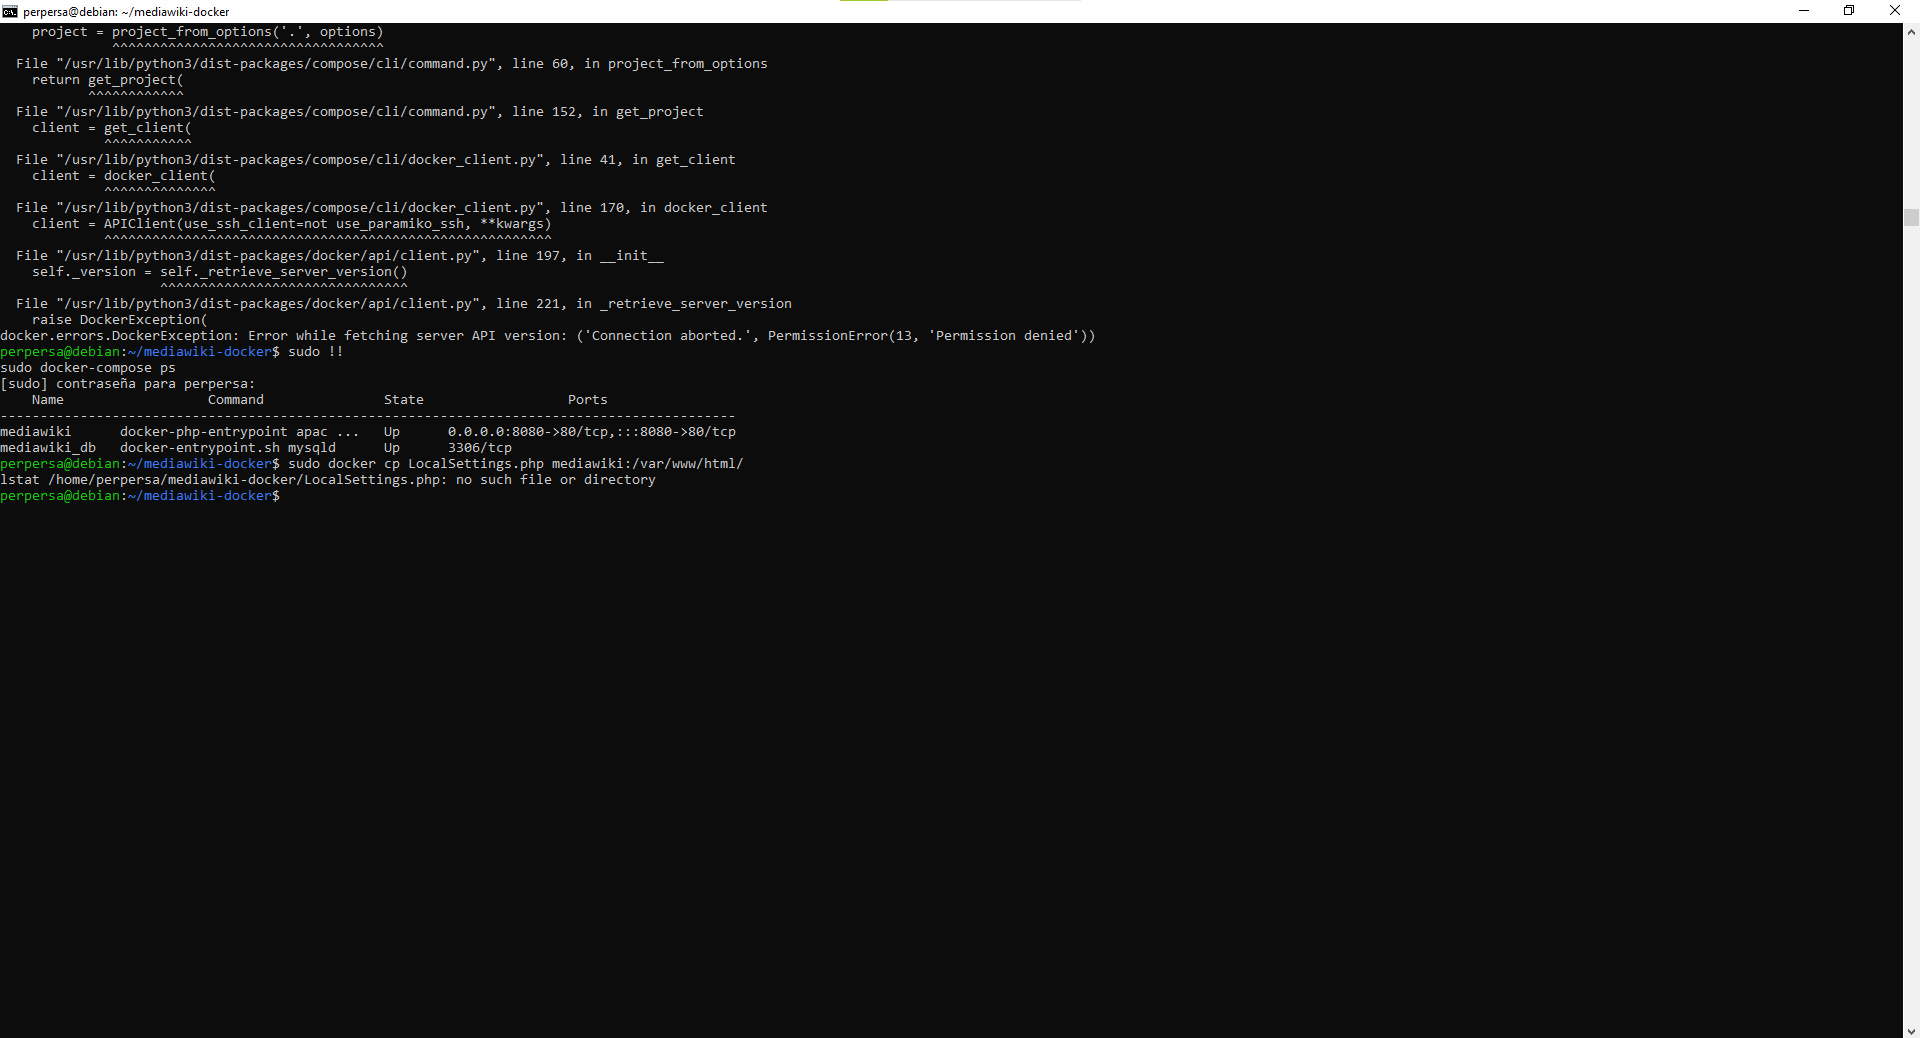 perpersa@debian: ~/mediawiki-docker
    project = project_from_options('.', options)
              ^^^^^^^^^^^^^^^^^^^^^^^^^^^^^^^^^^
  File "/usr/lib/python3/dist-packages/compose/cli/command.py", line 60, in project_from_options
    return get_project(
           ^^^^^^^^^^^^
  File "/usr/lib/python3/dist-packages/compose/cli/command.py", line 152, in get_project
    client = get_client(
             ^^^^^^^^^^^
  File "/usr/lib/python3/dist-packages/compose/cli/docker_client.py", line 41, in get_client
    client = docker_client(
             ^^^^^^^^^^^^^^
  File "/usr/lib/python3/dist-packages/compose/cli/docker_client.py", line 170, in docker_client
    client = APIClient(use_ssh_client=not use_paramiko_ssh, **kwargs)
             ^^^^^^^^^^^^^^^^^^^^^^^^^^^^^^^^^^^^^^^^^^^^^^^^^^^^^^^^
  File "/usr/lib/python3/dist-packages/docker/api/client.py", line 197, in __init__
    self._version = self._retrieve_server_version()
                    ^^^^^^^^^^^^^^^^^^^^^^^^^^^^^^^
  File "/usr/lib/python3/dist-packages/docker/api/client.py", line 221, in _retrieve_server_version
    raise DockerException(
docker.errors.DockerException: Error while fetching server API version: ('Connection aborted.', PermissionError(13, 'Permission denied'))
perpersa@debian:~/mediawiki-docker$ sudo !!
sudo docker-compose ps
[sudo] contraseña para perpersa:
    Name                  Command               State                  Ports
--------------------------------------------------------------------------------------------
mediawiki      docker-php-entrypoint apac ...   Up      0.0.0.0:8080->80/tcp,:::8080->80/tcp
mediawiki_db   docker-entrypoint.sh mysqld      Up      3306/tcp
perpersa@debian:~/mediawiki-docker$ sudo docker cp LocalSettings.php mediawiki:/var/www/html/
lstat /home/perpersa/mediawiki-docker/LocalSettings.php: no such file or directory
perpersa@debian:~/mediawiki-docker$